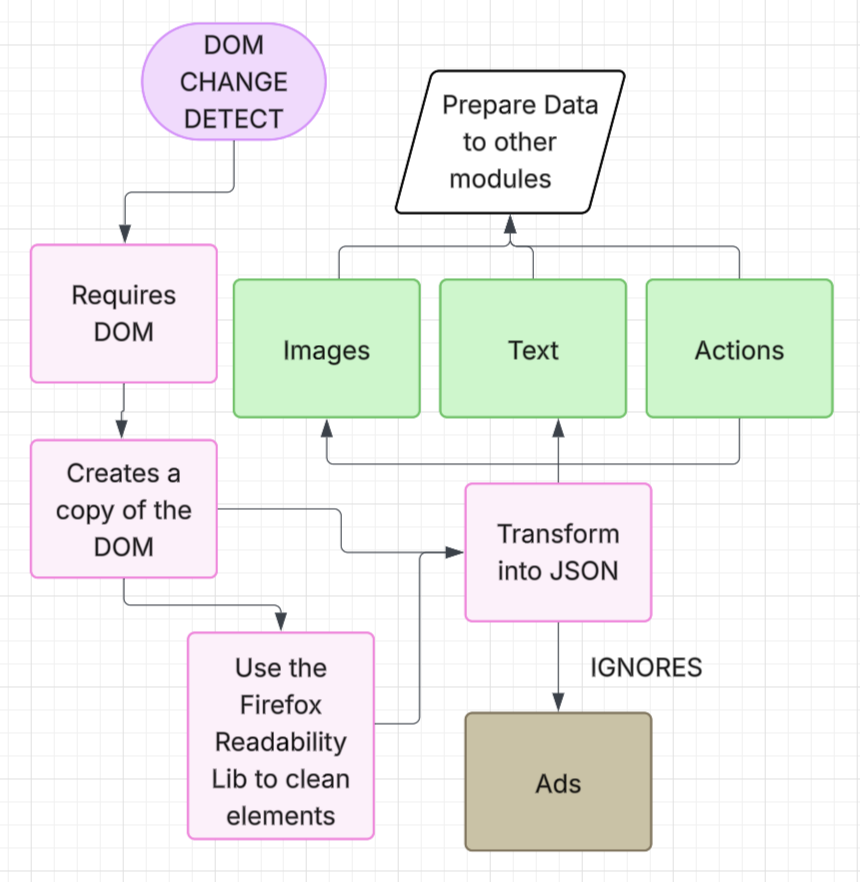 DOM
CHANGE
DETECT
Prepare Data
to other
modules
Requires
DOM
Images
Text
Actions
Creates a
copy of the
DOM
Transform
into JSON
Use the
Firefox
Readability
Lib to clean
elements
IGNORES
Ads